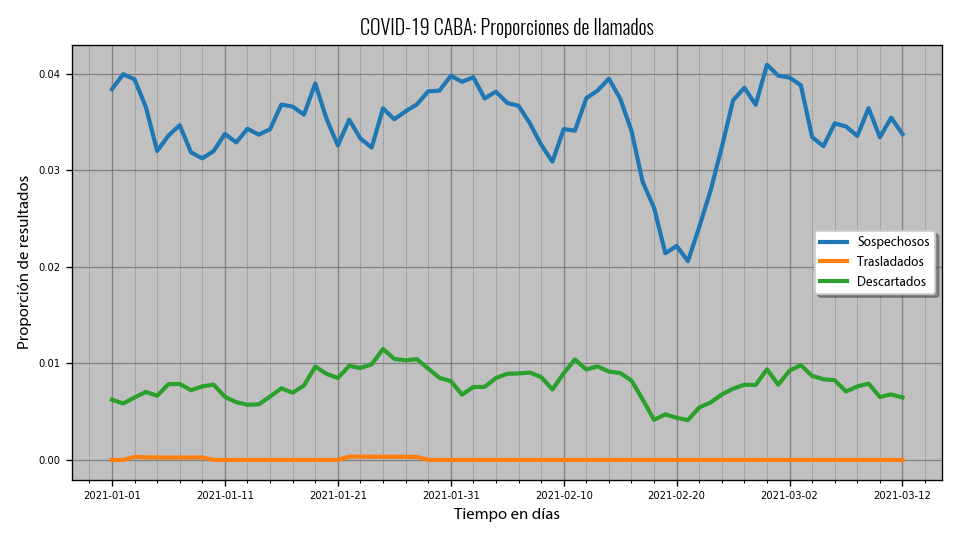 COVID-19 CABA: Proporciones de llamados
Proporción de resultados
0.04
0.03
0.02
0.01
0.00
Sospechosos
Trasladados
Descartados
2021-01-01 2021-01-11 2021-01-21 2021-01-31 2021-02-10 2021-02-20 2021-03-02 2021-03-12
Tiempo en días